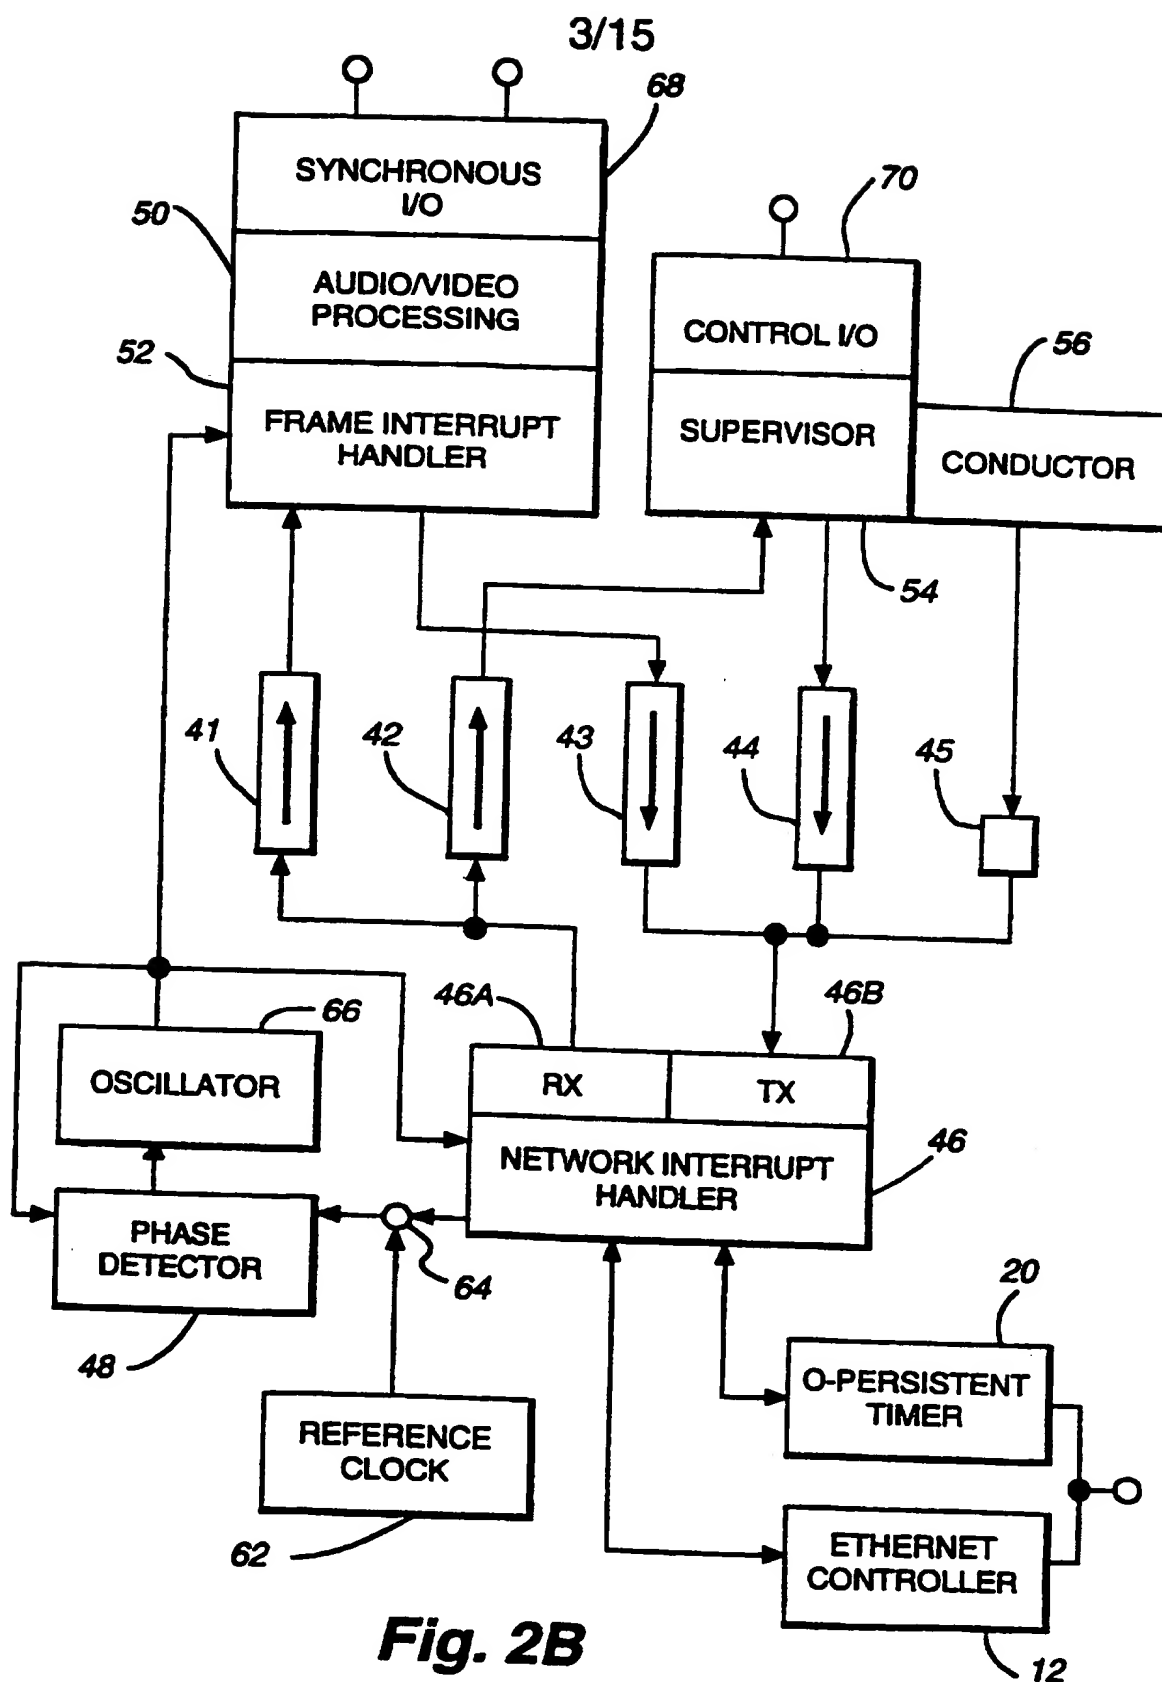 3/15
68
SYNCHRONOUS
I/O
50
70
AUDIO/VIDEO
PROCESSING
CONTROL I/O
52
56
FRAME INTERRUPT
HANDLER
SUPERVISOR
CONDUCTOR
54
41
42
43
44
45
46A
46B
66
OSCILLATOR
RX
TX
46
NETWORK INTERRUPT
HANDLER
PHASE
DETECTOR
64
20
48
O-PERSISTENT
TIMER
REFERENCE
CLOCK
62
ETHERNET
CONTROLLER
Fig. 2B
12